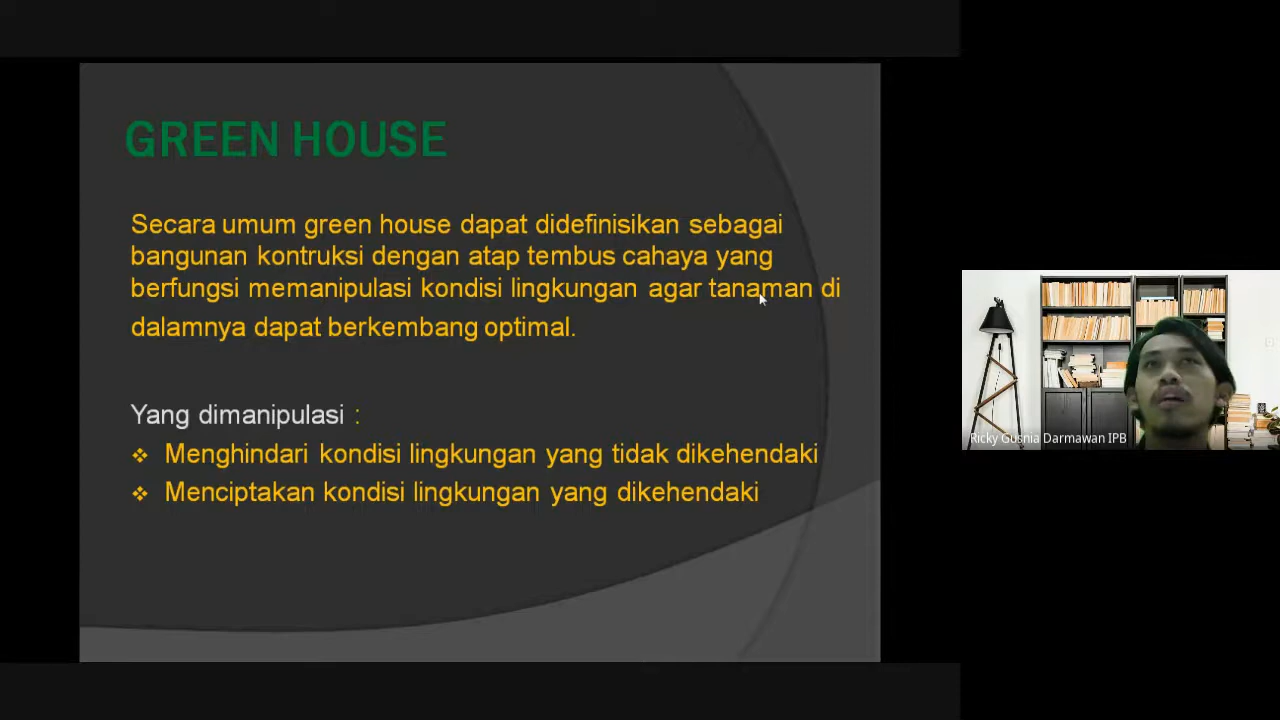 GREEN HOUSE
Secara umum green house dapat didefinisikan sebagai
bangunan kontruksi dengan atap tembus cahaya yang
berfungsi memanipulasi kondisi lingkungan agar tanaman di
dalamnya dapat berkembang optimal.
Yang dimanipulasi :
❖ Menghindari kondisi lingkungan yang tidak dikehendaki
❖ Menciptakan kondisi lingkungan yang dikehendaki
Ricky Gusnia Darmawan IPB